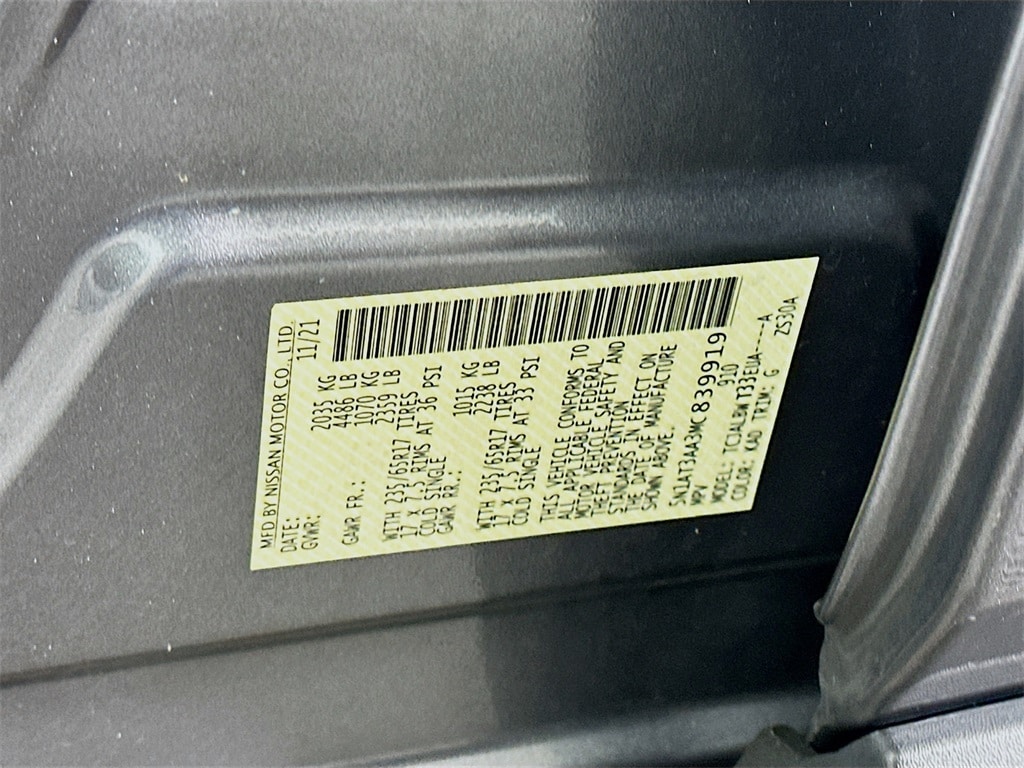 MFD BY NISSAN MOTOR CO., LTD
DATE: 11/21
GVWR: 2035 KG
4486 LB
GAWR FR.: 1070 KG
2359 LB
WITH 235/65R17 TIRES
17 X 7.5 RIMS AT 36 PSI
COLD SINGLE
GAWR RR.: 1015 KG
2238 LB
WITH 235/65R17 TIRES
17 X 7.5 RIMS AT 33 PSI
COLD SINGLE
THIS VEHICLE CONFORMS TO
ALL APPLICABLE FEDERAL
MOTOR VEHICLE SAFETY AND
THEFT PREVENTION
STANDARDS IN EFFECT ON
THE DATE OF MANUFACTURE
SHOWN ABOVE.
5N1AT3AA3MC839919
MPV 910
MODEL: TCJALBWT33EUA----A
COLOR: KAD TRIM: G ZS30A